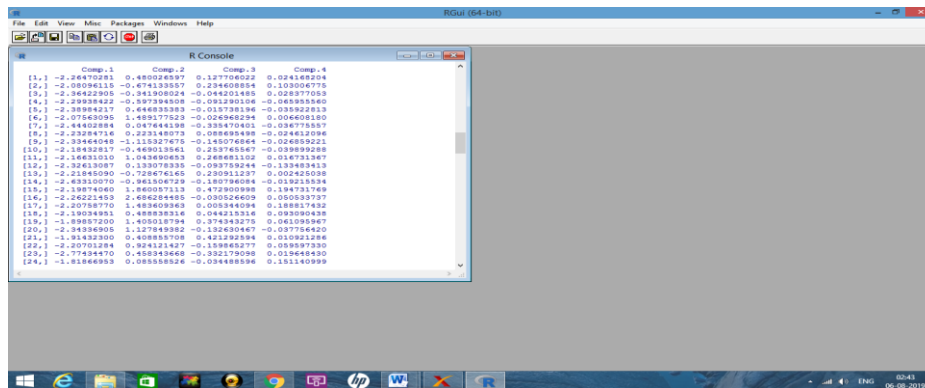 RGui (64-bit)
File Edit View Misc Packages Windows Help
STOP
R Console
Comp.1 Comp.2 Comp.3 Comp.4
[1,] -2.26470281 0.480026597 0.127706022 0.024168204
[2,] -2.08096115 -0.674133557 0.234608854 0.103006775
[3,] -2.36422905 -0.341908024 -0.044201485 0.028377053
[4,] -2.29938422 -0.597394508 -0.091290106 -0.065955560
[5,] -2.38984217 0.646835383 -0.015738196 -0.035922813
[6,] -2.07563095 1.489177523 -0.026968294 0.006608180
[7,] -2.44402884 0.047644198 -0.335470401 -0.036775557
[8,] -2.23284716 0.223148073 0.088695498 -0.024612096
[9,] -2.33464048 -1.115327675 -0.145076864 -0.026859221
[10,] -2.18432817 -0.469013561 0.253765567 -0.039899288
[11,] -2.16631010 1.043690653 0.268681102 0.016731367
[12,] -2.32613087 0.133078335 -0.093759244 -0.133483413
[13,] -2.21845090 -0.728676165 0.230911237 0.002425038
[14,] -2.63310070 -0.961506729 -0.180796084 -0.019215534
[15,] -2.19874060 1.860057113 0.472900998 0.194731769
[16,] -2.26221453 2.686284485 -0.030526609 0.050533737
[17,] -2.20758770 1.483609363 0.005344094 0.188817432
[18,] -2.19034951 0.488838316 0.044215316 0.093090438
[19,] -1.89857200 1.405018794 0.374343275 0.061095967
[20,] -2.34336905 1.127849382 -0.132630467 -0.037756420
[21,] -1.91432300 0.408855708 0.421292594 0.010921286
[22,] -2.20701284 0.924121427 -0.159865277 0.059597330
[23,] -2.77434470 0.458343668 -0.332179098 0.019648430
[24,] -1.81866953 0.085558526 -0.034488596 0.151140999
hp
W
R
ENG
02:43
06-08-2019